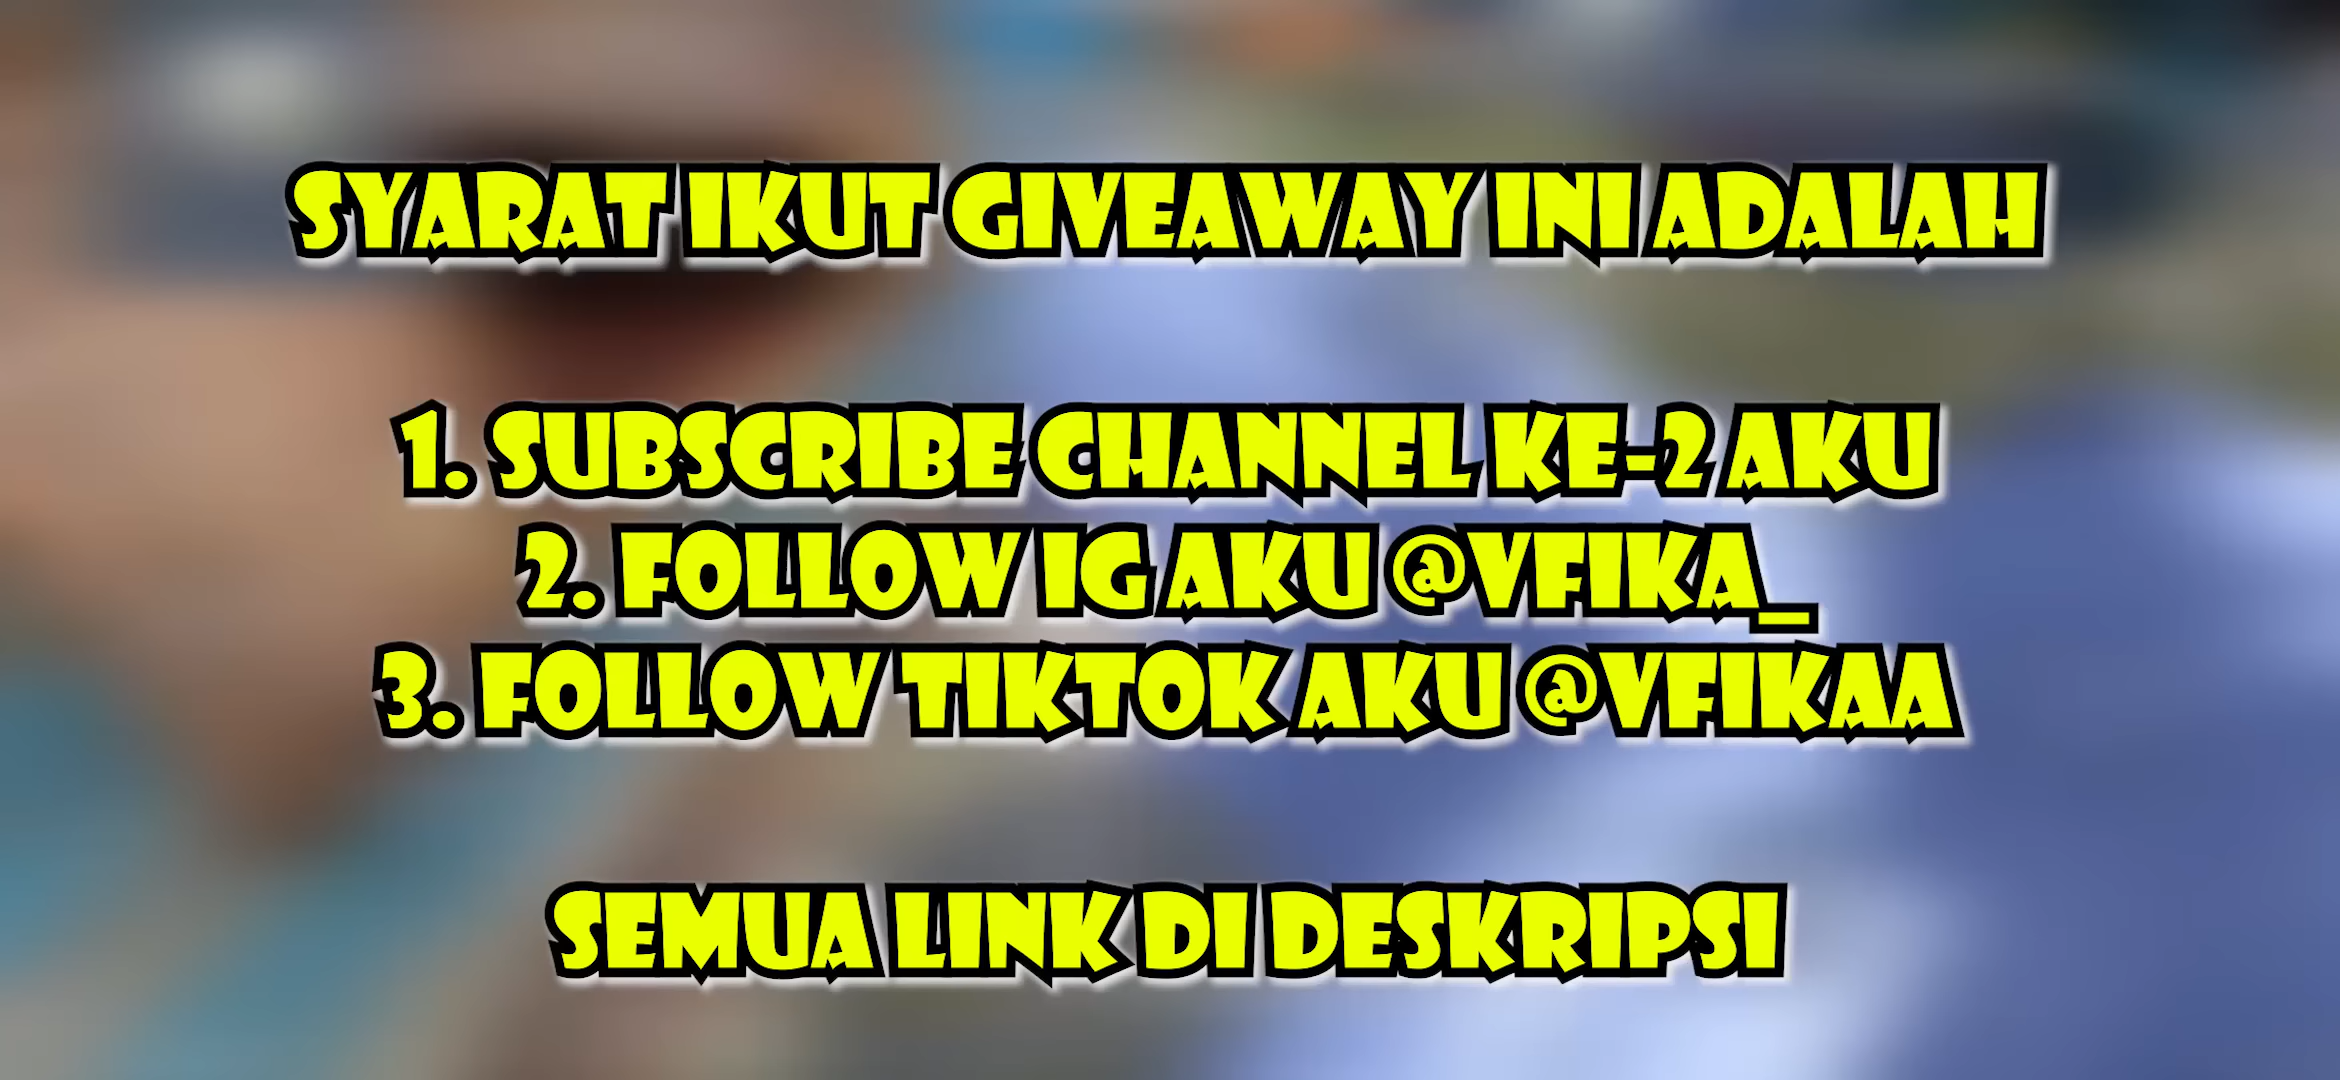 SYARAT IKUT GIVEAWAY INI ADALAH
1. SUBSCRIBE CHANNEL KE-2 AKU
2. FOLLOW IG AKU @VFIKA_
3. FOLLOW TIKTOK AKU @VFIKAA
SEMUA LINK DI DESKRIPSI